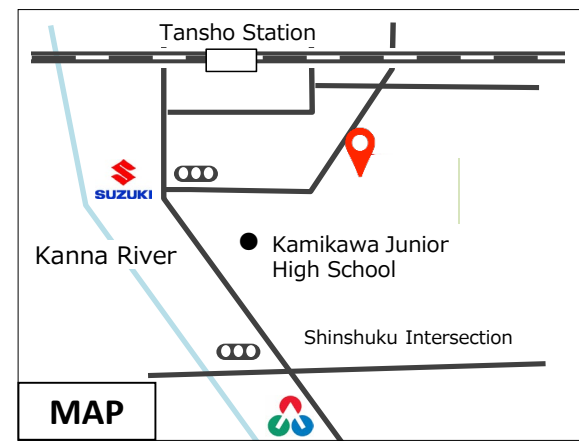 Tansho Station
SUZUKI
Kanna River
Kamikawa Junior
High School
Shinshuku Intersection
MAP